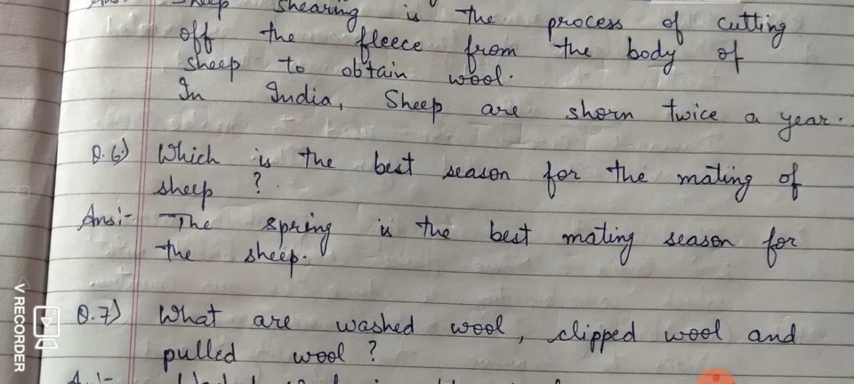 Sheep shearing is the process of cutting
off the fleece from the body of
sheep to obtain wool.
In India, Sheep are shorn twice a year.
Q.6) Which is the best season for the mating of
sheep ?
Ans:- The spring is the best mating season for
the sheep.
Q.7) What are washed wool, clipped wool and
pulled wool ?
V RECORDER